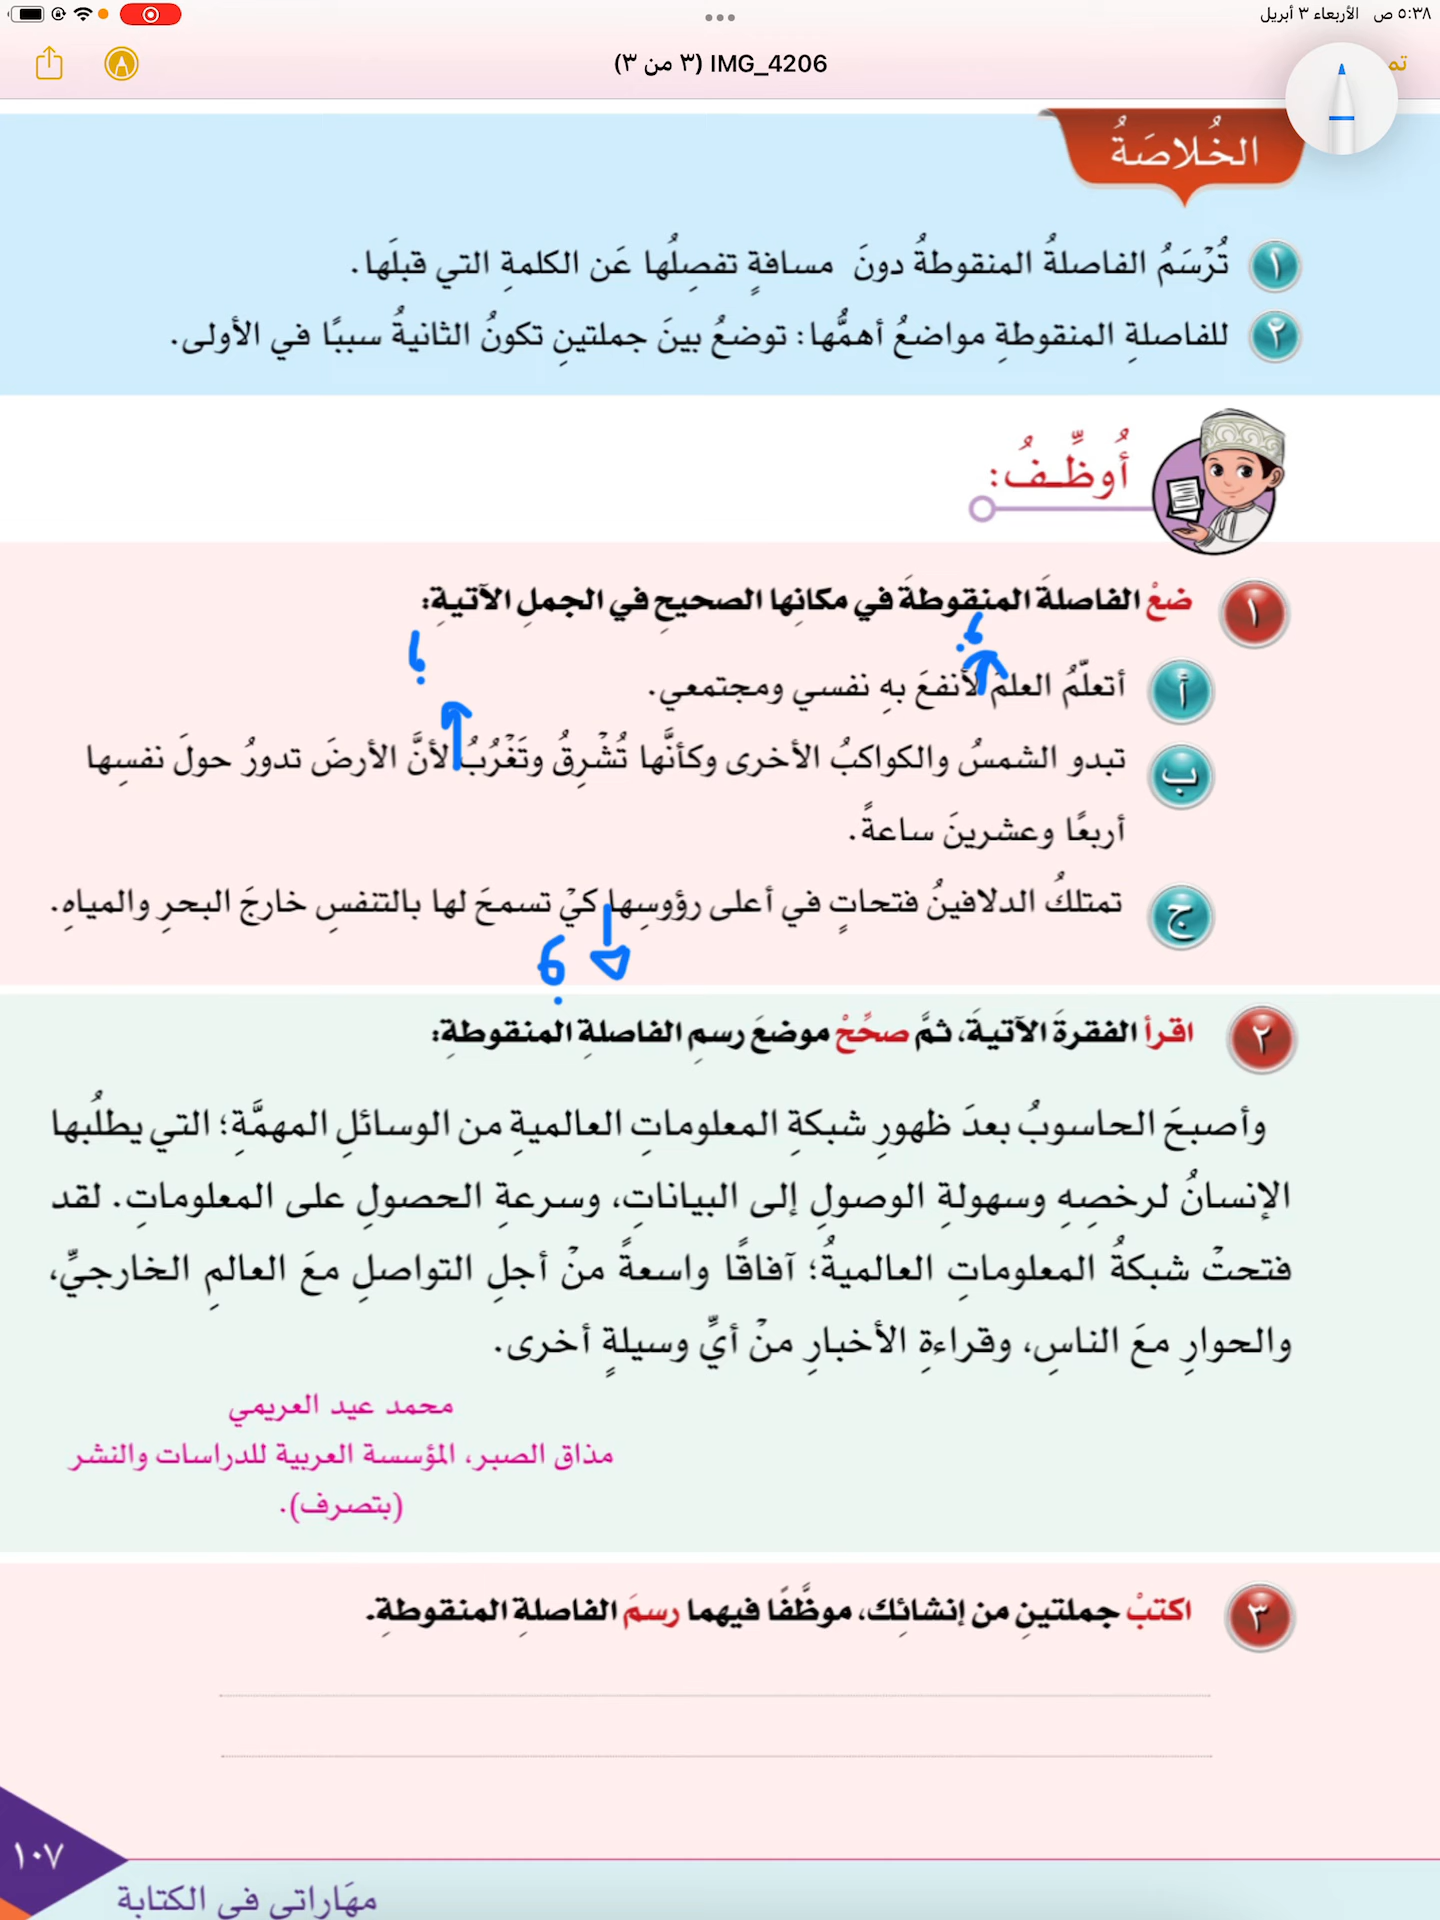 ٥:٣٨ ص الأربعاء ٣ أبريل
IMG_4206 (٣ من ٣)
تم
الخُلاصَةُ
١ تُرْسَمُ الفاصلةُ المنقوطةُ دونَ مسافةٍ تفصِلُها عَن الكلمةِ التي قبلَها.
٢ للفاصلةِ المنقوطةِ مواضعُ أهمُّها: توضعُ بينَ جملتينِ تكونُ الثانيةُ سببًا في الأولى.
أُوظِّـفُ:
١ ضعْ الفاصلةَ المنقوطةَ في مكانِها الصحيحِ في الجملِ الآتيةِ:
؛
؛
أ أتعلّمُ العلمَ لأنفعَ بهِ نفسي ومجتمعي.
ب تبدو الشمسُ والكواكبُ الأخرى وكأنَّها تُشْرِقُ وتَغْرُبُ لأنَّ الأرضَ تدورُ حولَ نفسِها
أربعًا وعشرينَ ساعةً.
ج تمتلكُ الدلافينُ فتحاتٍ في أعلى رؤوسِها كيْ تسمحَ لها بالتنفسِ خارجَ البحرِ والمياهِ.
؛
٢ اقرأ الفقرةَ الآتيةَ، ثمَّ صحِّحْ موضعَ رسمِ الفاصلةِ المنقوطةِ:
وأصبحَ الحاسوبُ بعدَ ظهورِ شبكةِ المعلوماتِ العالميةِ من الوسائلِ المهمَّةِ؛ التي يطلُبها
الإنسانُ لرخصِهِ وسهولةِ الوصولِ إلى البياناتِ، وسرعةِ الحصولِ على المعلوماتِ. لقد
فتحتْ شبكةُ المعلوماتِ العالميةُ؛ آفاقًا واسعةً منْ أجلِ التواصلِ معَ العالمِ الخارجيِّ،
والحوارِ معَ الناسِ، وقراءةِ الأخبارِ منْ أيِّ وسيلةٍ أخرى.
محمد عيد العريمي
مذاق الصبر، المؤسسة العربية للدراسات والنشر
(بتصرف).
٣ اكتبْ جملتينِ من إنشائِك، موظَّفًا فيهما رسمَ الفاصلةِ المنقوطةِ.
١٠٧
مهَاراتي في الكتابة